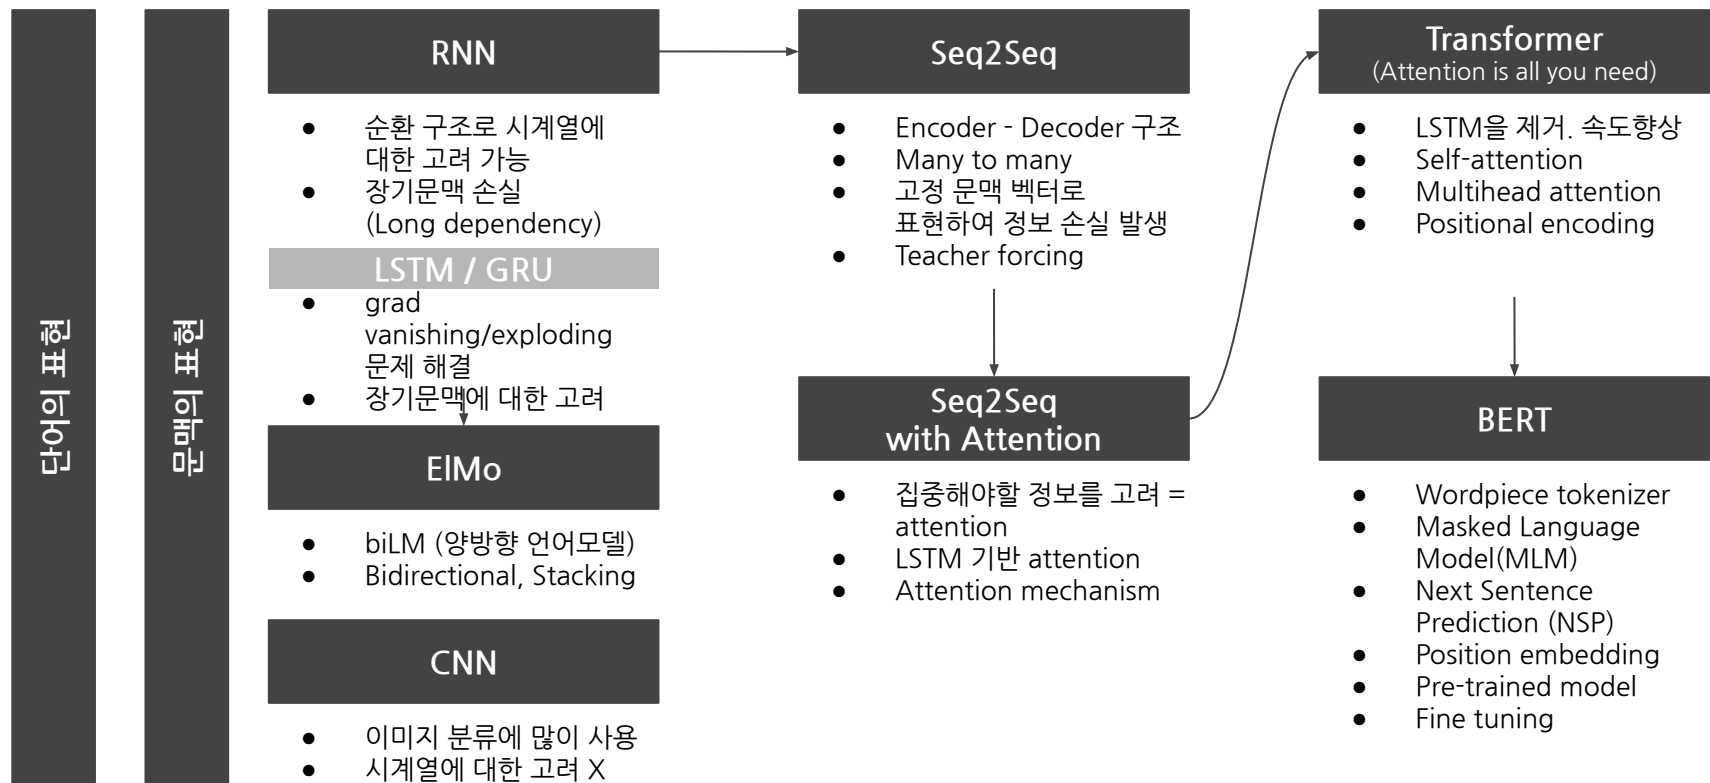 단어의 표현
문맥의 표현
RNN
● 순환 구조로 시계열에
대한 고려 가능
● 장기문맥 손실
(Long dependency)
LSTM / GRU
● grad
vanishing/exploding
문제 해결
● 장기문맥에 대한 고려
ElMo
● biLM (양방향 언어모델)
● Bidirectional, Stacking
CNN
● 이미지 분류에 많이 사용
● 시계열에 대한 고려 X
Seq2Seq
● Encoder - Decoder 구조
● Many to many
● 고정 문맥 벡터로
표현하여 정보 손실 발생
● Teacher forcing
Seq2Seq
with Attention
● 집중해야할 정보를 고려 =
attention
● LSTM 기반 attention
● Attention mechanism
Transformer
(Attention is all you need)
● LSTM을 제거. 속도향상
● Self-attention
● Multihead attention
● Positional encoding
BERT
● Wordpiece tokenizer
● Masked Language
Model(MLM)
● Next Sentence
Prediction (NSP)
● Position embedding
● Pre-trained model
● Fine tuning